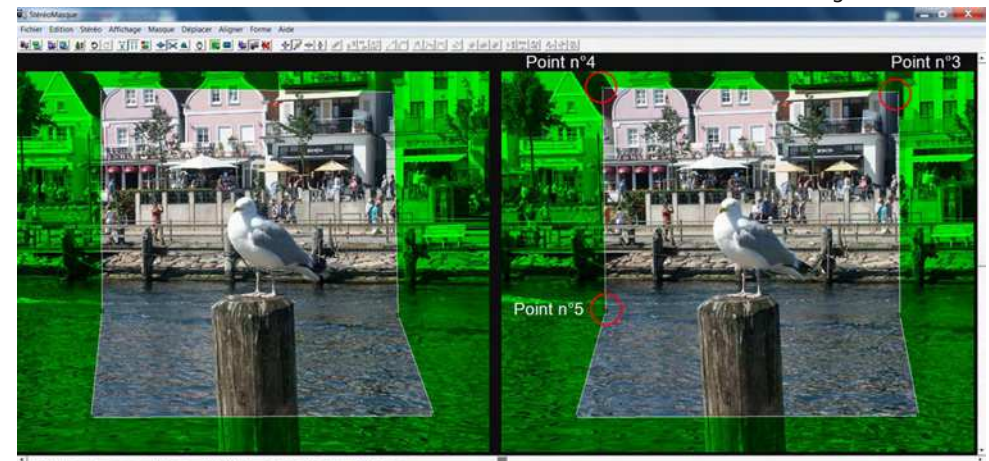 StéréoMasque
Fichier Edition Stéréo Affichage Masque Déplacer Aligner Forme Aide
Point n°4
Point n°3
Point n°5